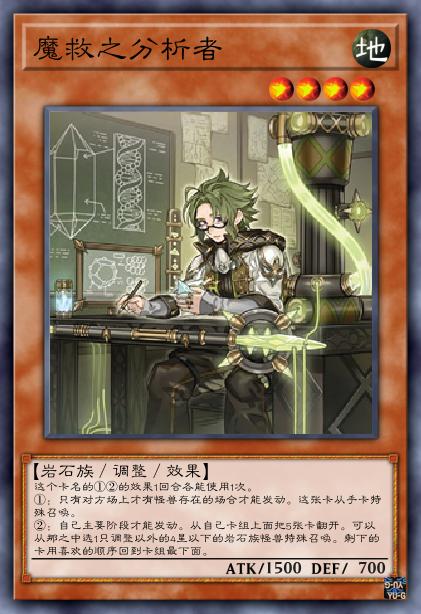 魔救之分析者
地
【岩石族／调整／效果】
这个卡名的①②的效果1回合各能使用1次。
①：只有对方场上才有怪兽存在的场合才能发动。这张卡从手卡特
殊召唤。
②：自己主要阶段才能发动。从自己卡组上面把5张卡翻开。可以
从那之中选1只调整以外的4星以下的岩石族怪兽特殊召唤。剩下的
卡用喜欢的顺序回到卡组最下面。
ATK/1500 DEF/ 700